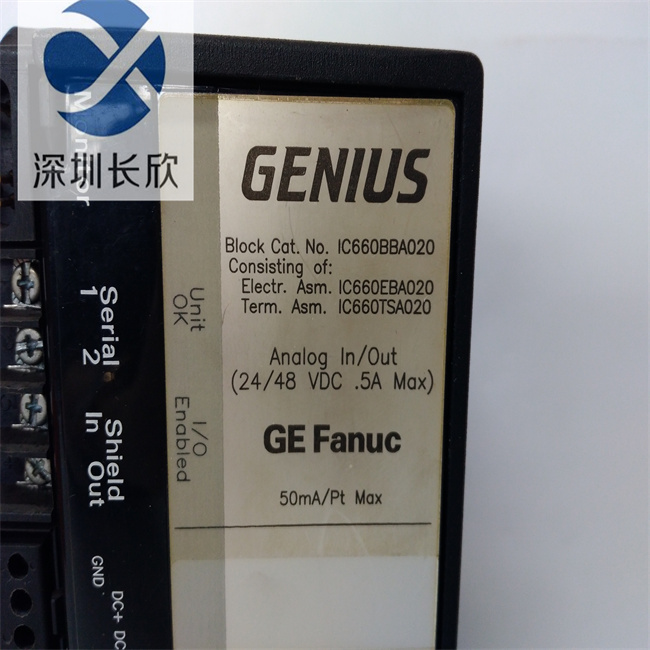 深圳长欣
GENIUS
Block Cat. No. IC660BBA020
Consisting of:
Electr. Asm. IC660EBA020
Term. Asm. IC660TSA020
Analog In/Out
(24/48 VDC .5A Max)
GE Fanuc
50mA/Pt Max
Unit
OK
I/O
Enabled
Serial
1 2
Shield
In Out
GND
DC+
DC